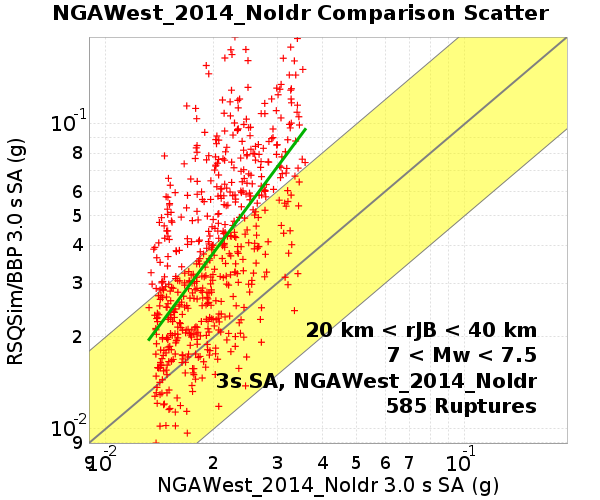 NGAWest_2014_NoIdr Comparison Scatter
RSQSim/BBP 3.0 s SA (g)
10-1
8
6
5
4
3
2
10-2
9
20 km < rJB < 40 km
7 < Mw < 7.5
3s SA, NGAWest_2014_NoIdr
585 Ruptures
9 10-2 2 3 4 5 6 7 10-1
NGAWest_2014_NoIdr 3.0 s SA (g)